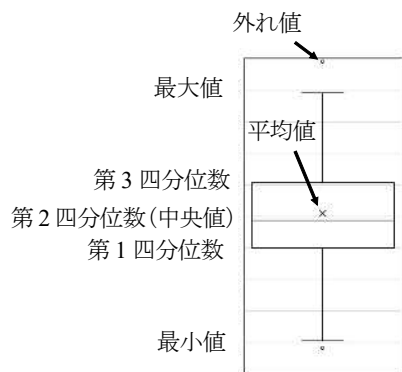 外れ値
最大値
平均値
第3四分位数
第2四分位数(中央値)
第1四分位数
最小値